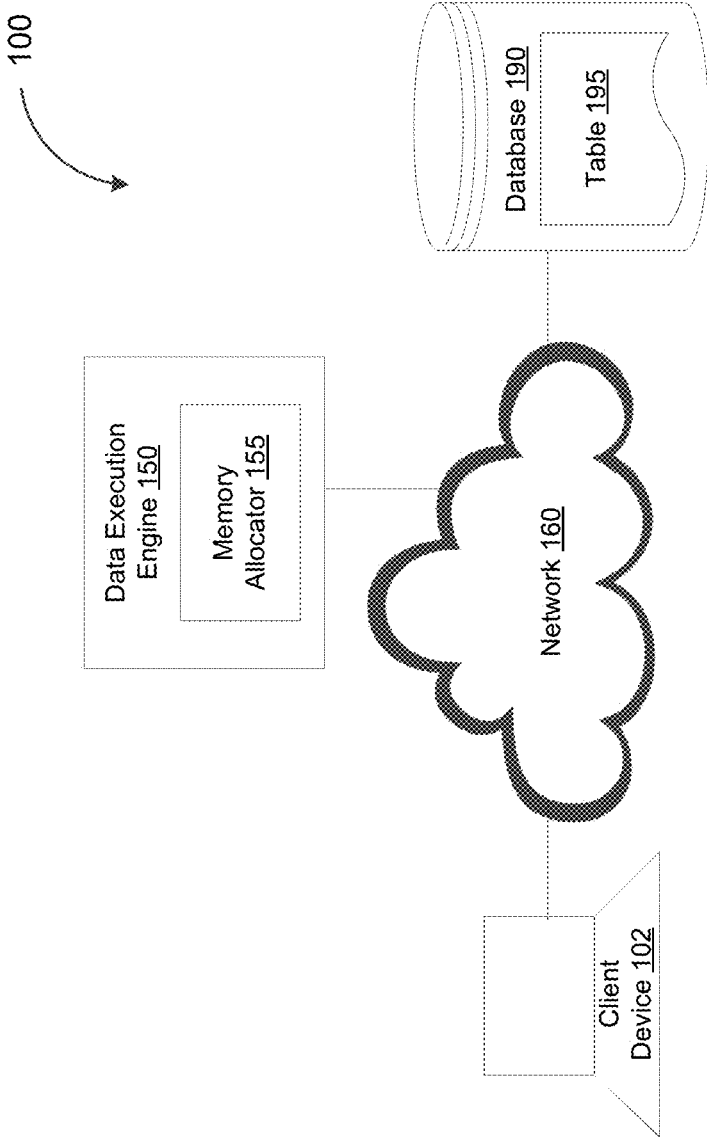 100
Data Execution
Engine 150
Memory
Allocator 155
Database 190
Table 195
Network 160
Client
Device 102